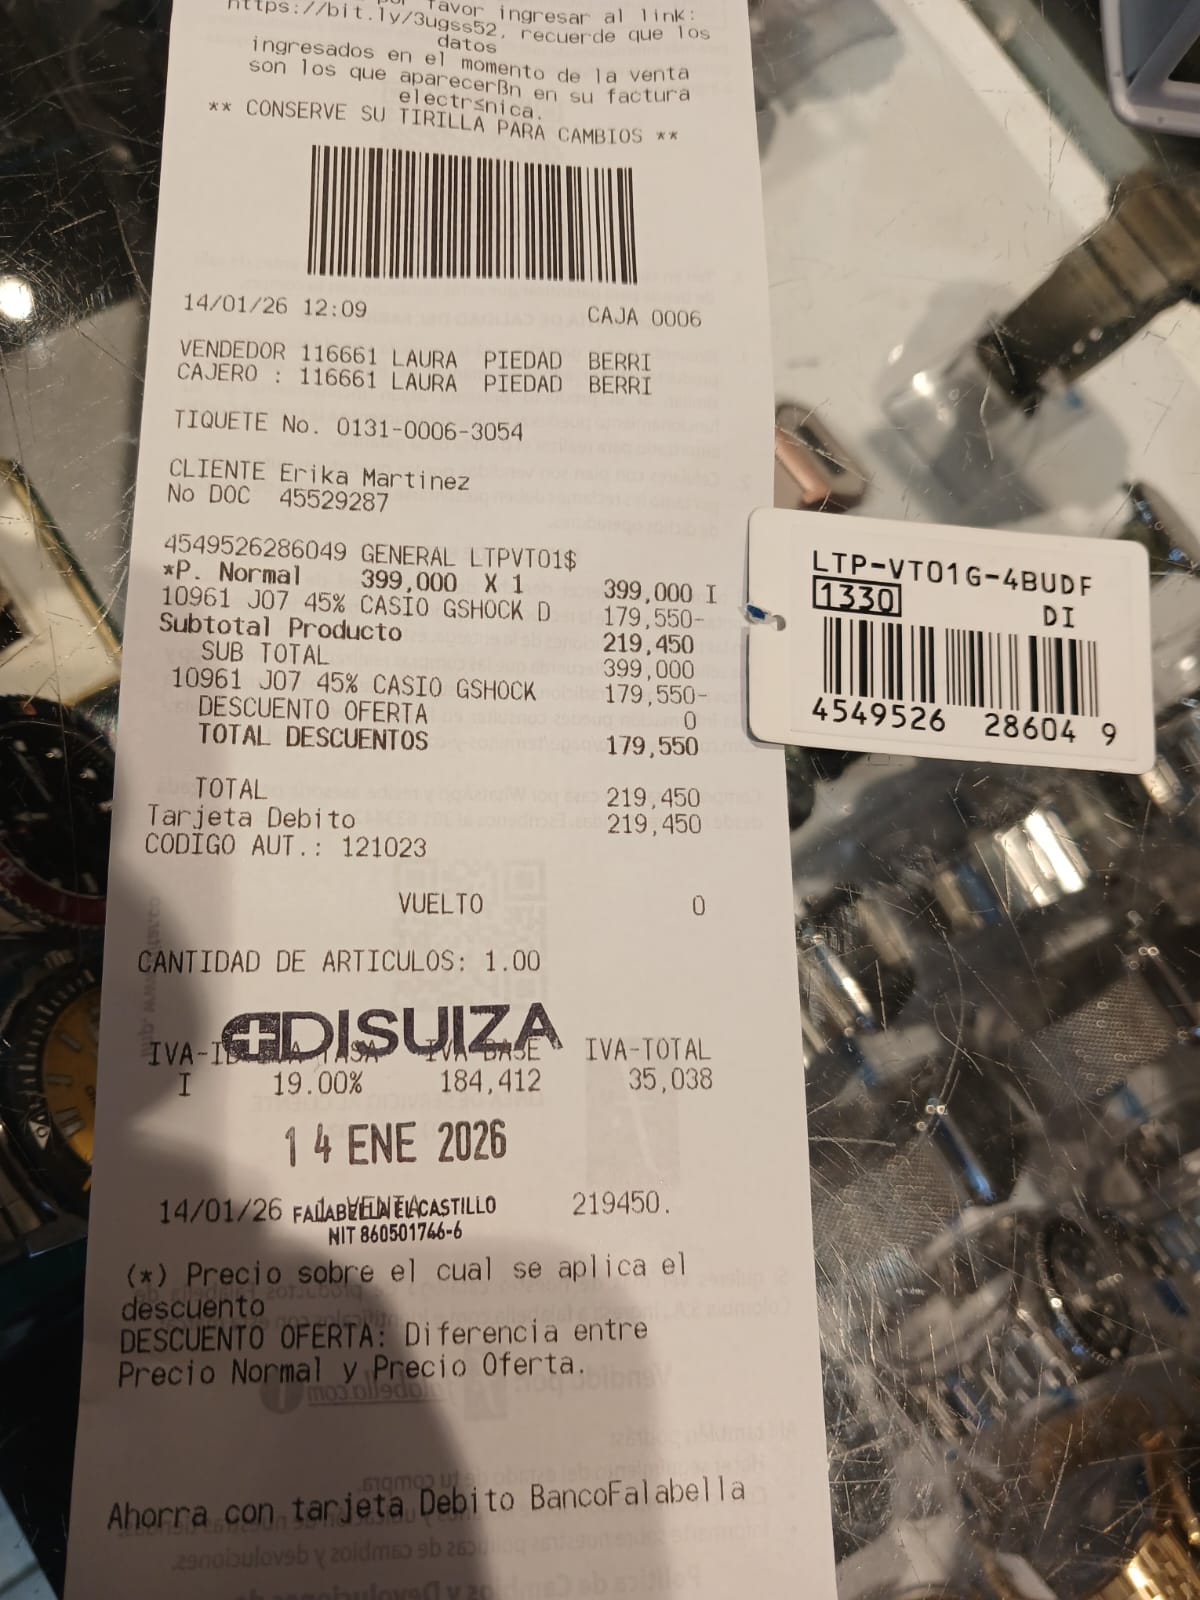 favor ingresar al link:
https://bit.ly/3ugss52, recuerde que los
datos
ingresados en el momento de la venta
son los que aparecerßn en su factura
electr≤nica.
** CONSERVE SU TIRILLA PARA CAMBIOS **
14/01/26 12:09 CAJA 0006
VENDEDOR 116661 LAURA PIEDAD BERRI
CAJERO : 116661 LAURA PIEDAD BERRI
TIQUETE No. 0131-0006-3054
CLIENTE Erika Martinez
No DOC 45529287
4549526286049 GENERAL LTPVT01$
*P. Normal 399,000 X 1 399,000 I
10961 J07 45% CASIO GSHOCK D 179,550-
Subtotal Producto 219,450
SUB TOTAL 399,000
10961 J07 45% CASIO GSHOCK 179,550-
DESCUENTO OFERTA 0
TOTAL DESCUENTOS 179,550
TOTAL 219,450
Tarjeta Debito 219,450
CODIGO AUT.: 121023
VUELTO 0
CANTIDAD DE ARTICULOS: 1.00
DISUIZA
IVA-ID IVA TASA IVA-BASE IVA-TOTAL
I 19.00% 184,412 35,038
14 ENE 2026
14/01/26 1-VENTA 219450.
FALABELLA EL CASTILLO
NIT 860501746-6
(*) Precio sobre el cual se aplica el
descuento
DESCUENTO OFERTA: Diferencia entre
Precio Normal y Precio Oferta.
Ahorra con tarjeta Debito BancoFalabella
LTP-VT01G-4BUDF
1330 DI
4549526 28604 9